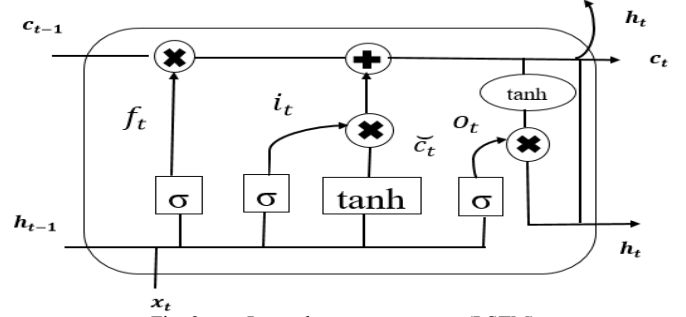 h_t
c_{t-1}
c_t
tanh
f_t
i_t
c̆_t
o_t
σ
σ
tanh
σ
h_{t-1}
h_t
x_t